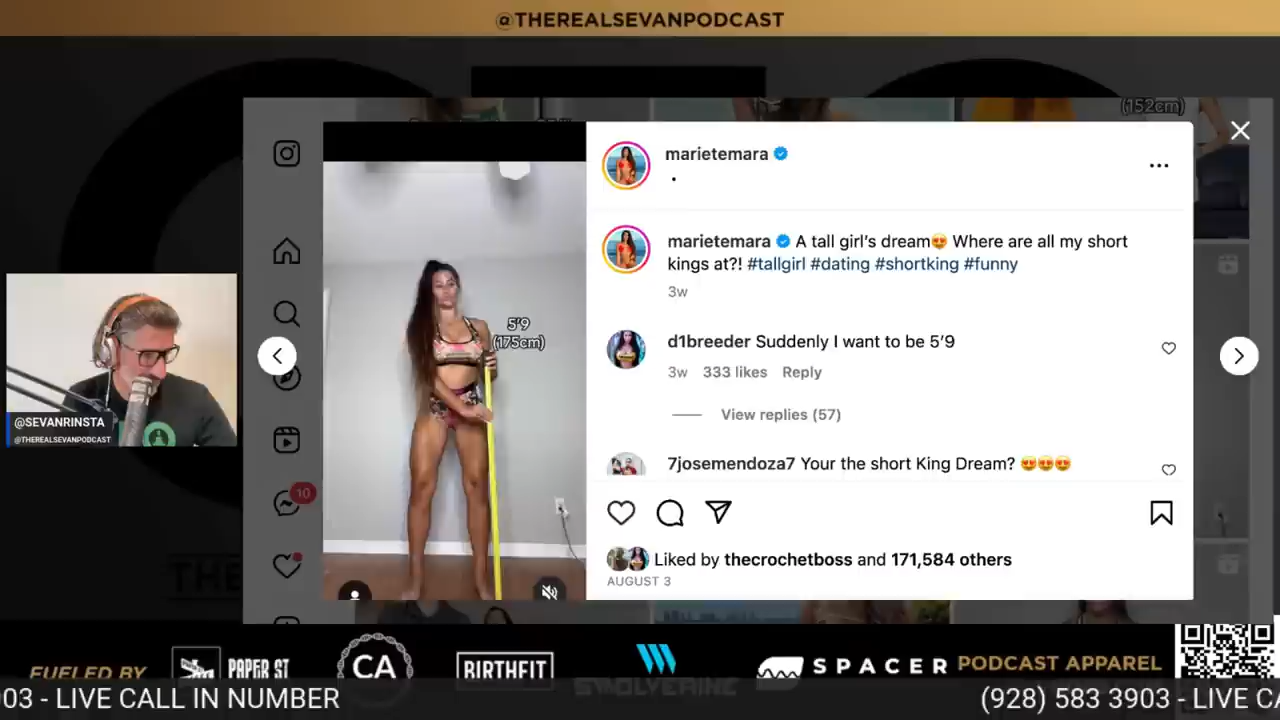 @THEREALSEVANPODCAST
(152cm)
marietemara
.
marietemara A tall girl's dream😍 Where are all my short
kings at?! #tallgirl #dating #shortking #funny
3w
5'9
(175cm)
d1breeder Suddenly I want to be 5'9
3w 333 likes Reply
View replies (57)
7josemendoza7 Your the short King Dream? 😍😍😍
10
Liked by thecrochetboss and 171,584 others
AUGUST 3
@SEVANRINSTA
@THEREALSEVANPODCAST
THE
FUELED BY
PAPER ST
CA
BIRTHFIT
SWOLVERINE
SPACER
PODCAST APPAREL
03 - LIVE CALL IN NUMBER
(928) 583 3903 - LIVE CA